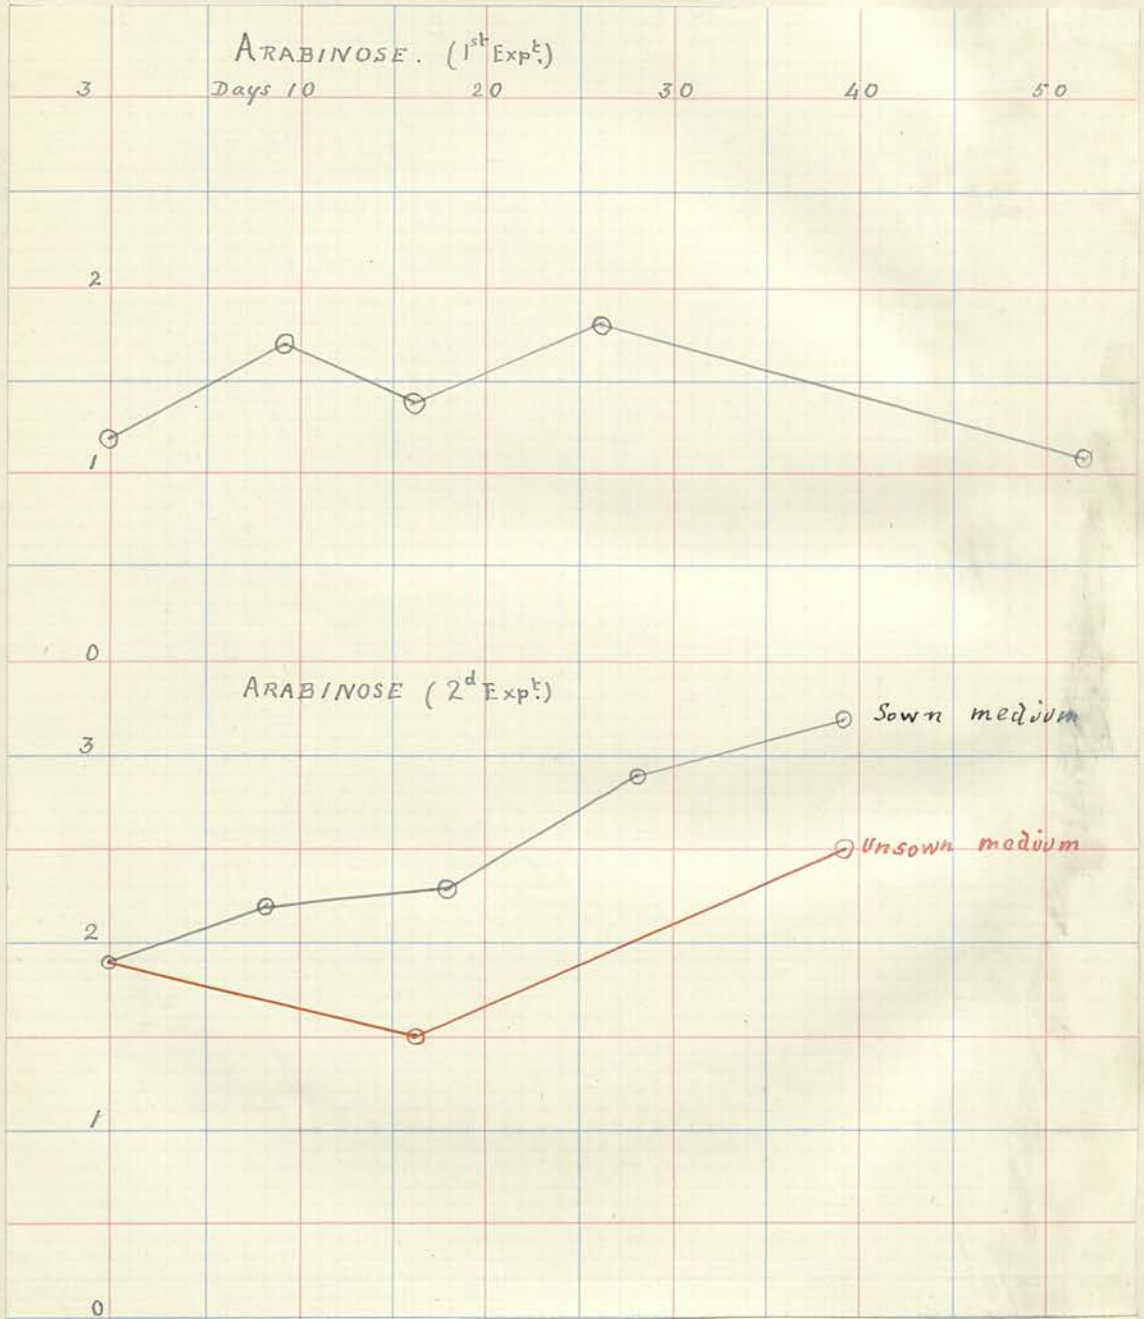 ARABINOSE. (1st Expt.)
3 Days 10 20 30 40 50
2
1
0
ARABINOSE (2d Expt.)
Sown medium
3
Unsown medium
2
1
0